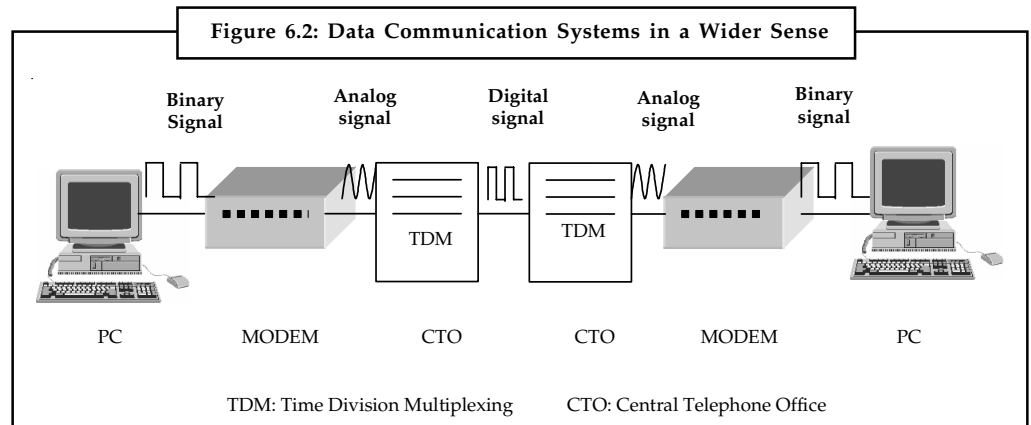 Figure 6.2: Data Communication Systems in a Wider Sense
Binary
Signal
Analog
signal
Digital
signal
Analog
signal
Binary
signal
TDM
TDM
PC
MODEM
CTO
CTO
MODEM
PC
TDM: Time Division Multiplexing
CTO: Central Telephone Office